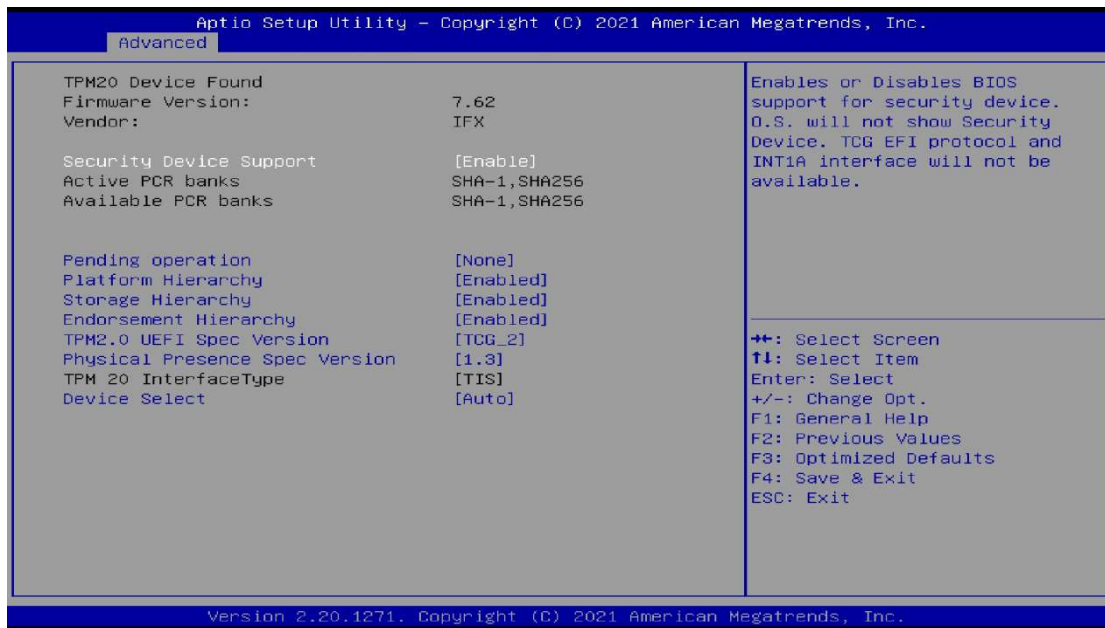 Aptio Setup Utility – Copyright (C) 2021 American Megatrends, Inc.
Advanced
TPM20 Device Found
Firmware Version: 7.62
Vendor: IFX
Security Device Support [Enable]
Active PCR banks SHA-1,SHA256
Available PCR banks SHA-1,SHA256
Pending operation [None]
Platform Hierarchy [Enabled]
Storage Hierarchy [Enabled]
Endorsement Hierarchy [Enabled]
TPM2.0 UEFI Spec Version [TCG_2]
Physical Presence Spec Version [1.3]
TPM 20 InterfaceType [TIS]
Device Select [Auto]
Enables or Disables BIOS
support for security device.
O.S. will not show Security
Device. TCG EFI protocol and
INT1A interface will not be
available.
→←: Select Screen
↑↓: Select Item
Enter: Select
+/-: Change Opt.
F1: General Help
F2: Previous Values
F3: Optimized Defaults
F4: Save & Exit
ESC: Exit
Version 2.20.1271. Copyright (C) 2021 American Megatrends, Inc.